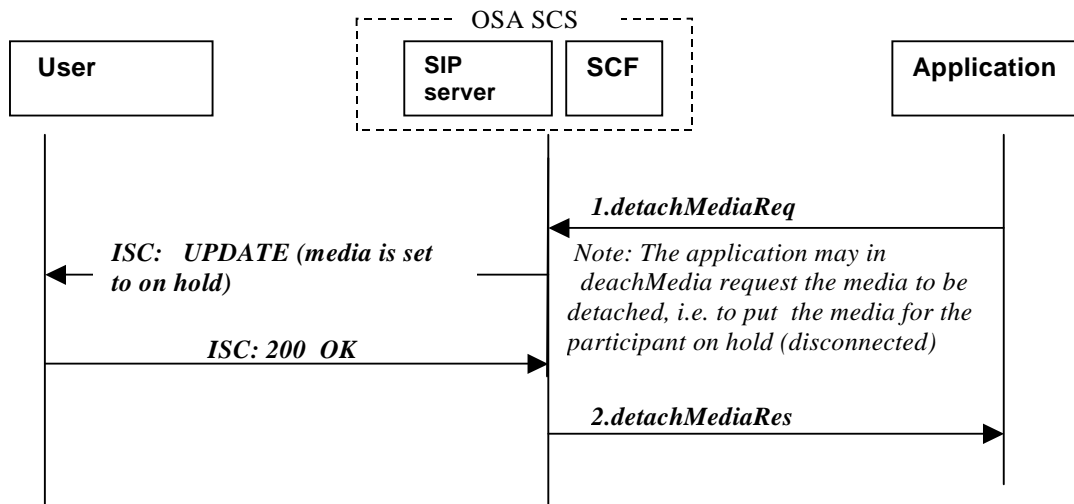 OSA SCS
User
SIP
server
SCF
Application
1.detachMediaReq
ISC: UPDATE (media is set
to on hold)
Note: The application may in
deachMedia request the media to be
detached, i.e. to put the media for the
participant on hold (disconnected)
ISC: 200 OK
2.detachMediaRes